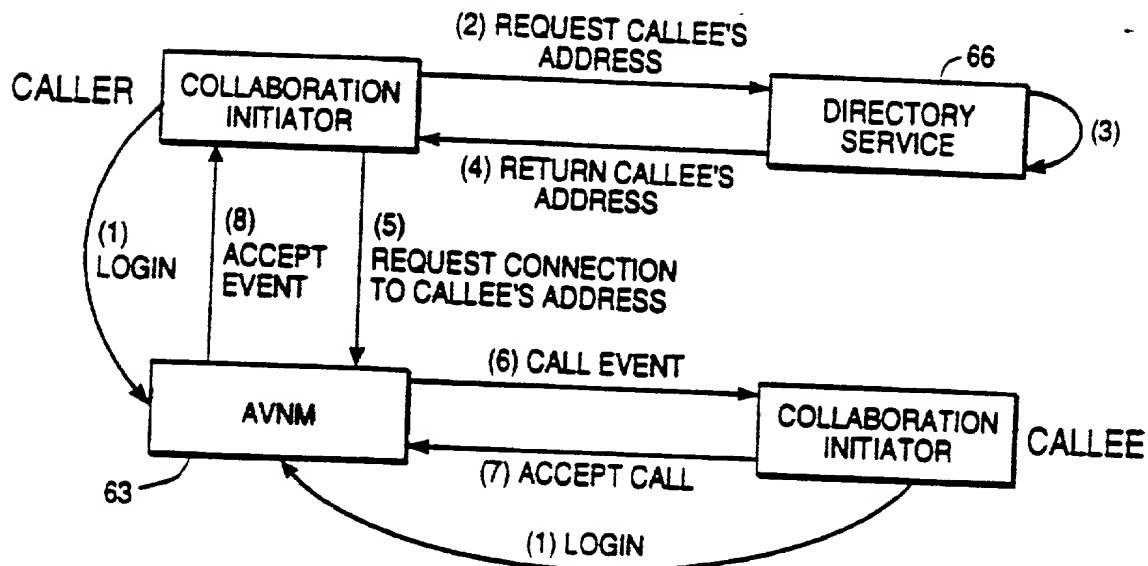 (2) REQUEST CALLEE'S
ADDRESS
66
CALLER
COLLABORATION
INITIATOR
DIRECTORY
SERVICE
(3)
(4) RETURN CALLEE'S
ADDRESS
(1)
LOGIN
(8)
ACCEPT
EVENT
(5)
REQUEST CONNECTION
TO CALLEE'S ADDRESS
(6) CALL EVENT
AVNM
COLLABORATION
INITIATOR
CALLEE
(7) ACCEPT CALL
63
(1) LOGIN